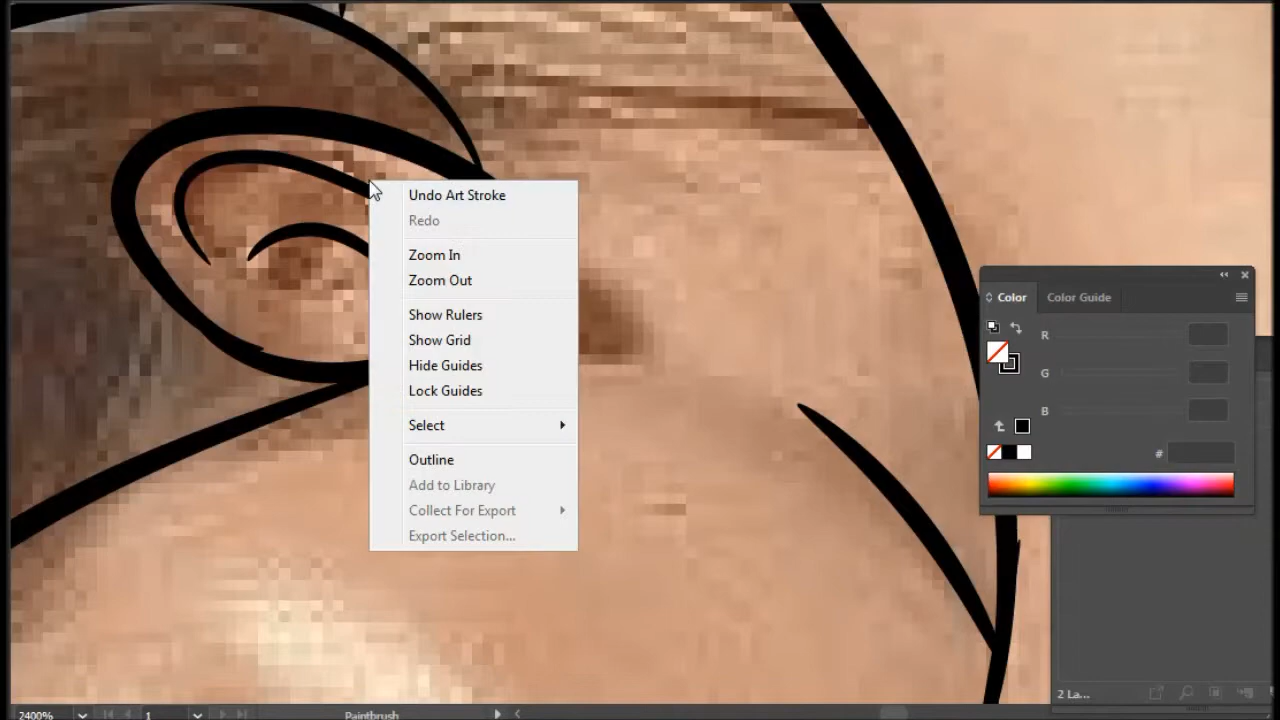 Undo Art Stroke
Redo
Zoom In
Zoom Out
Show Rulers
Show Grid
Hide Guides
Lock Guides
Select
Outline
Add to Library
Collect For Export
Export Selection...
Color
Color Guide
R
G
B
#
2 La...
2400%
1
Paintbrush